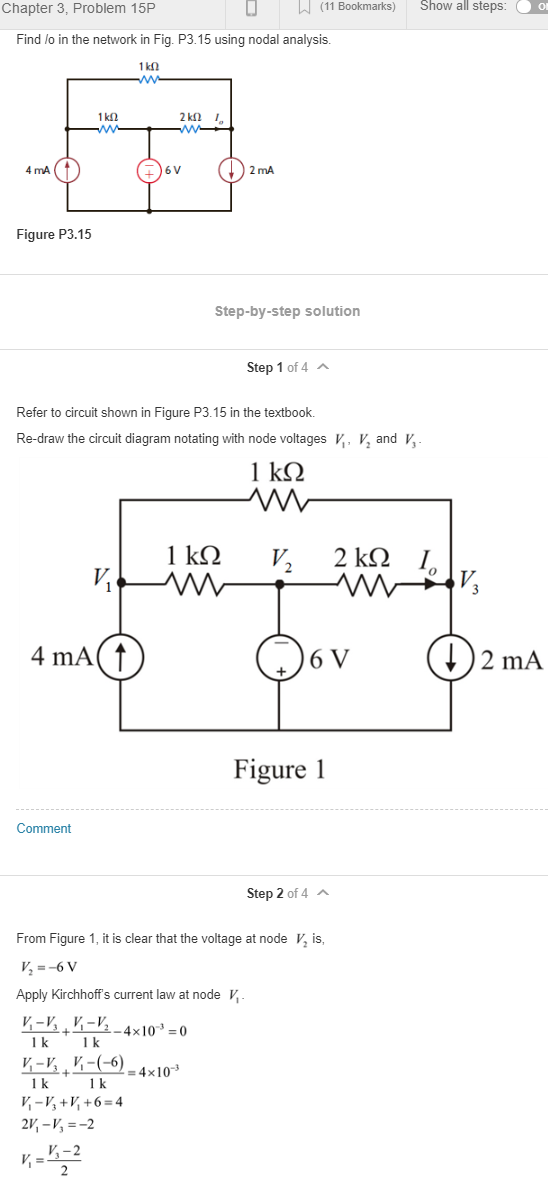 Chapter 3, Problem 15P (11 Bookmarks) Show all steps:
Find Io in the network in Fig. P3.15 using nodal analysis.
1 kΩ
1 kΩ 2 kΩ Iₒ
4 mA − + 6 V 2 mA
Figure P3.15
Step-by-step solution
Step 1 of 4
Refer to circuit shown in Figure P3.15 in the textbook.
Re-draw the circuit diagram notating with node voltages V₁, V₂ and V₃.
1 kΩ
1 kΩ V₂ 2 kΩ Iₒ
V₁ V₃
4 mA − + 6 V 2 mA
Figure 1
Comment
Step 2 of 4
From Figure 1, it is clear that the voltage at node V₂ is,
V₂ = −6 V
Apply Kirchhoff's current law at node V₁.
(V₁−V₃)/(1 k) + (V₁−V₂)/(1 k) − 4×10⁻³ = 0
(V₁−V₃)/(1 k) + (V₁−(−6))/(1 k) = 4×10⁻³
V₁ − V₃ + V₁ + 6 = 4
2V₁ − V₃ = −2
V₁ = (V₃−2)/2